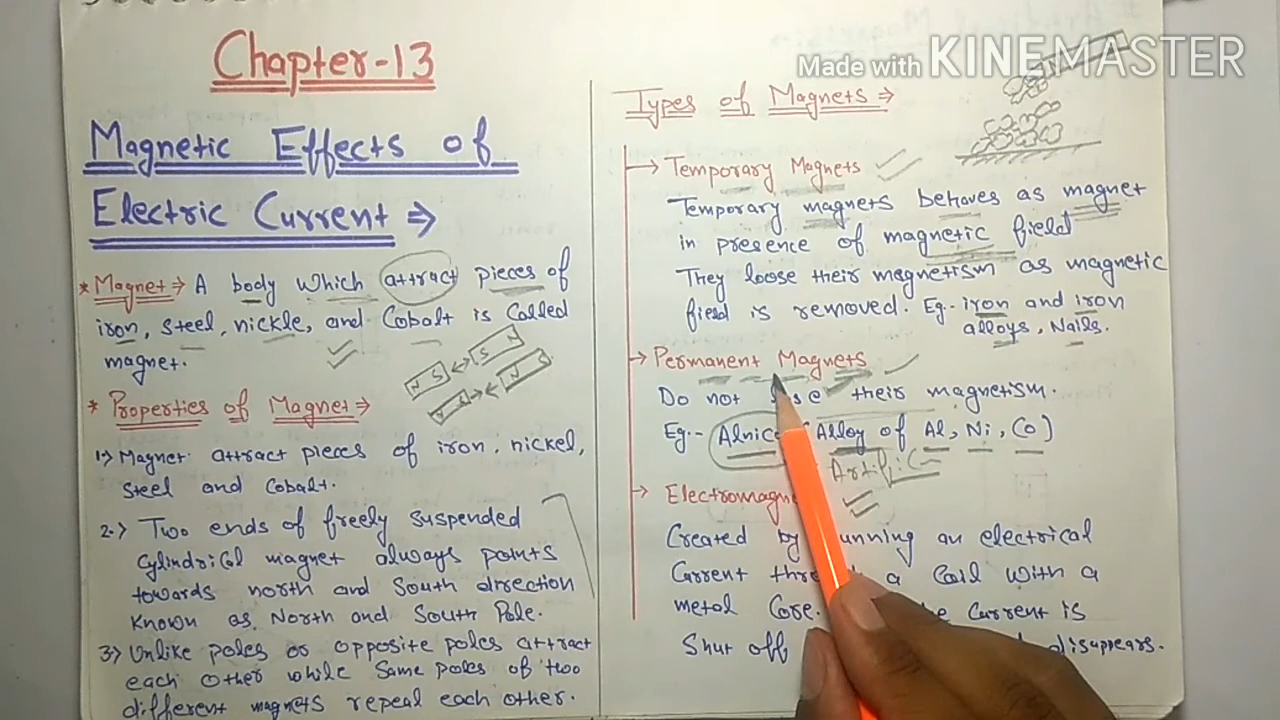 Chapter-13
Magnetic Effects of
Electric Current ⇒
* Magnet ⇒ A body which attract pieces of
iron, steel, nickle, and Cobalt is Called
magnet.
* Properties of Magnet ⇒
1.) Magnet attract pieces of iron, nickel,
Steel and Cobalt.
2.) Two ends of freely suspended
Cylindrical magnet always points
towards north and South direction
known as North and South Pole.
3.) Unlike poles or opposite poles attract
each other while Same poles of two
different magnets repeal each other.
N S S N
N S N S
Made with KINEMASTER
Types of Magnets ⇒
→ Temporary Magnets
Temporary magnets behaves as magnet
in presence of magnetic field
They loose their magnetism as magnetic
field is removed. Eg- iron and iron
alloys, Nails.
→ Permanent Magnets
Do not their magnetism.
Eg.- Alnico (Alloy of Al, Ni, Co)
→
Created by running an electrical
Current a Coil with a
metal Core. Current is
Shut off disappears.
N